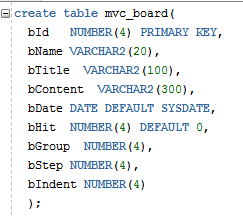 create table mvc_board(
bId NUMBER(4) PRIMARY KEY,
bName VARCHAR2(20),
bTitle VARCHAR2(100),
bContent VARCHAR2(300),
bDate DATE DEFAULT SYSDATE,
bHit NUMBER(4) DEFAULT 0,
bGroup NUMBER(4),
bStep NUMBER(4),
bIndent NUMBER(4)
);